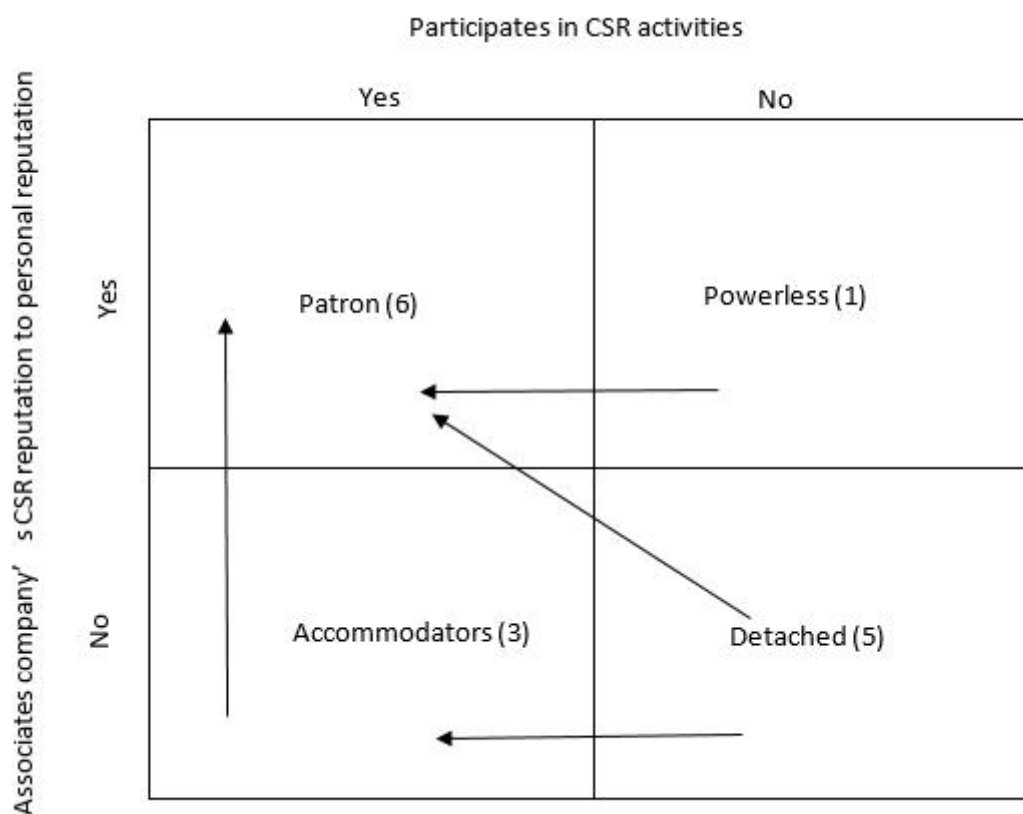 Participates in CSR activities
Yes No
Associates company’ s CSR reputation to personal reputation
Yes
Patron (6) Powerless (1)
No
Accommodators (3) Detached (5)